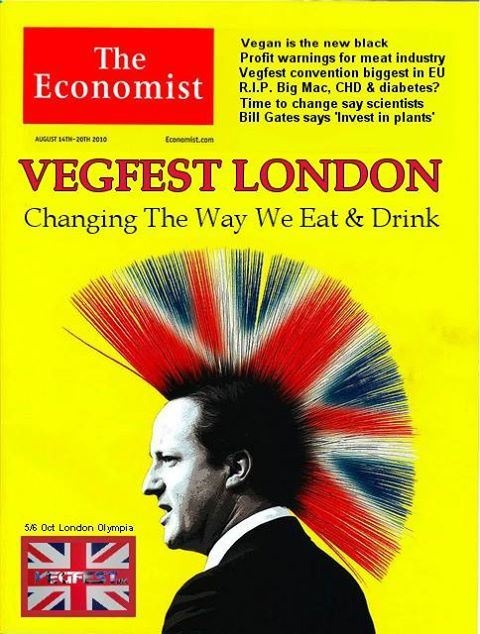 The
Economist
Vegan is the new black
Profit warnings for meat industry
Vegfest convention biggest in EU
R.I.P. Big Mac, CHD & diabetes?
Time to change say scientists
Bill Gates says 'Invest in plants'
AUGUST 14TH–20TH 2010
Economist.com
VEGFEST LONDON
Changing The Way We Eat & Drink
5/6 Oct London Olympia
VEGFEST